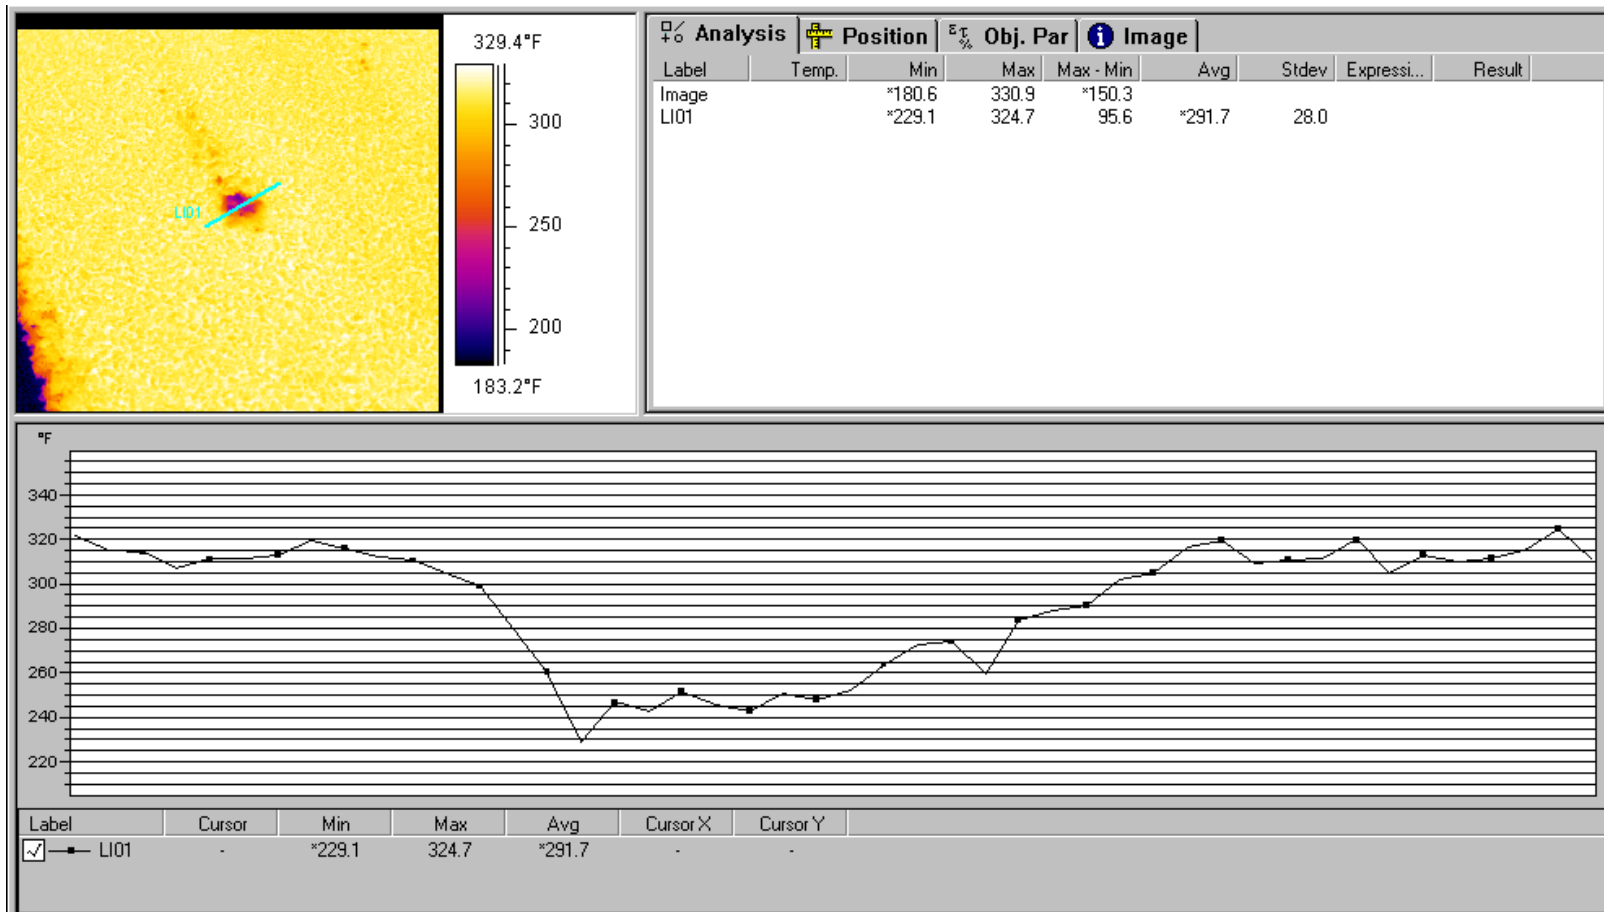 329.4°F
300
250
200
183.2°F
LI01
Analysis Position Obj. Par Image
Label Temp. Min Max Max - Min Avg Stdev Expressi... Result
Image *180.6 330.9 *150.3
LI01 *229.1 324.7 95.6 *291.7 28.0
°F
340
320
300
280
260
240
220
Label Cursor Min Max Avg Cursor X Cursor Y
LI01 - *229.1 324.7 *291.7 - -